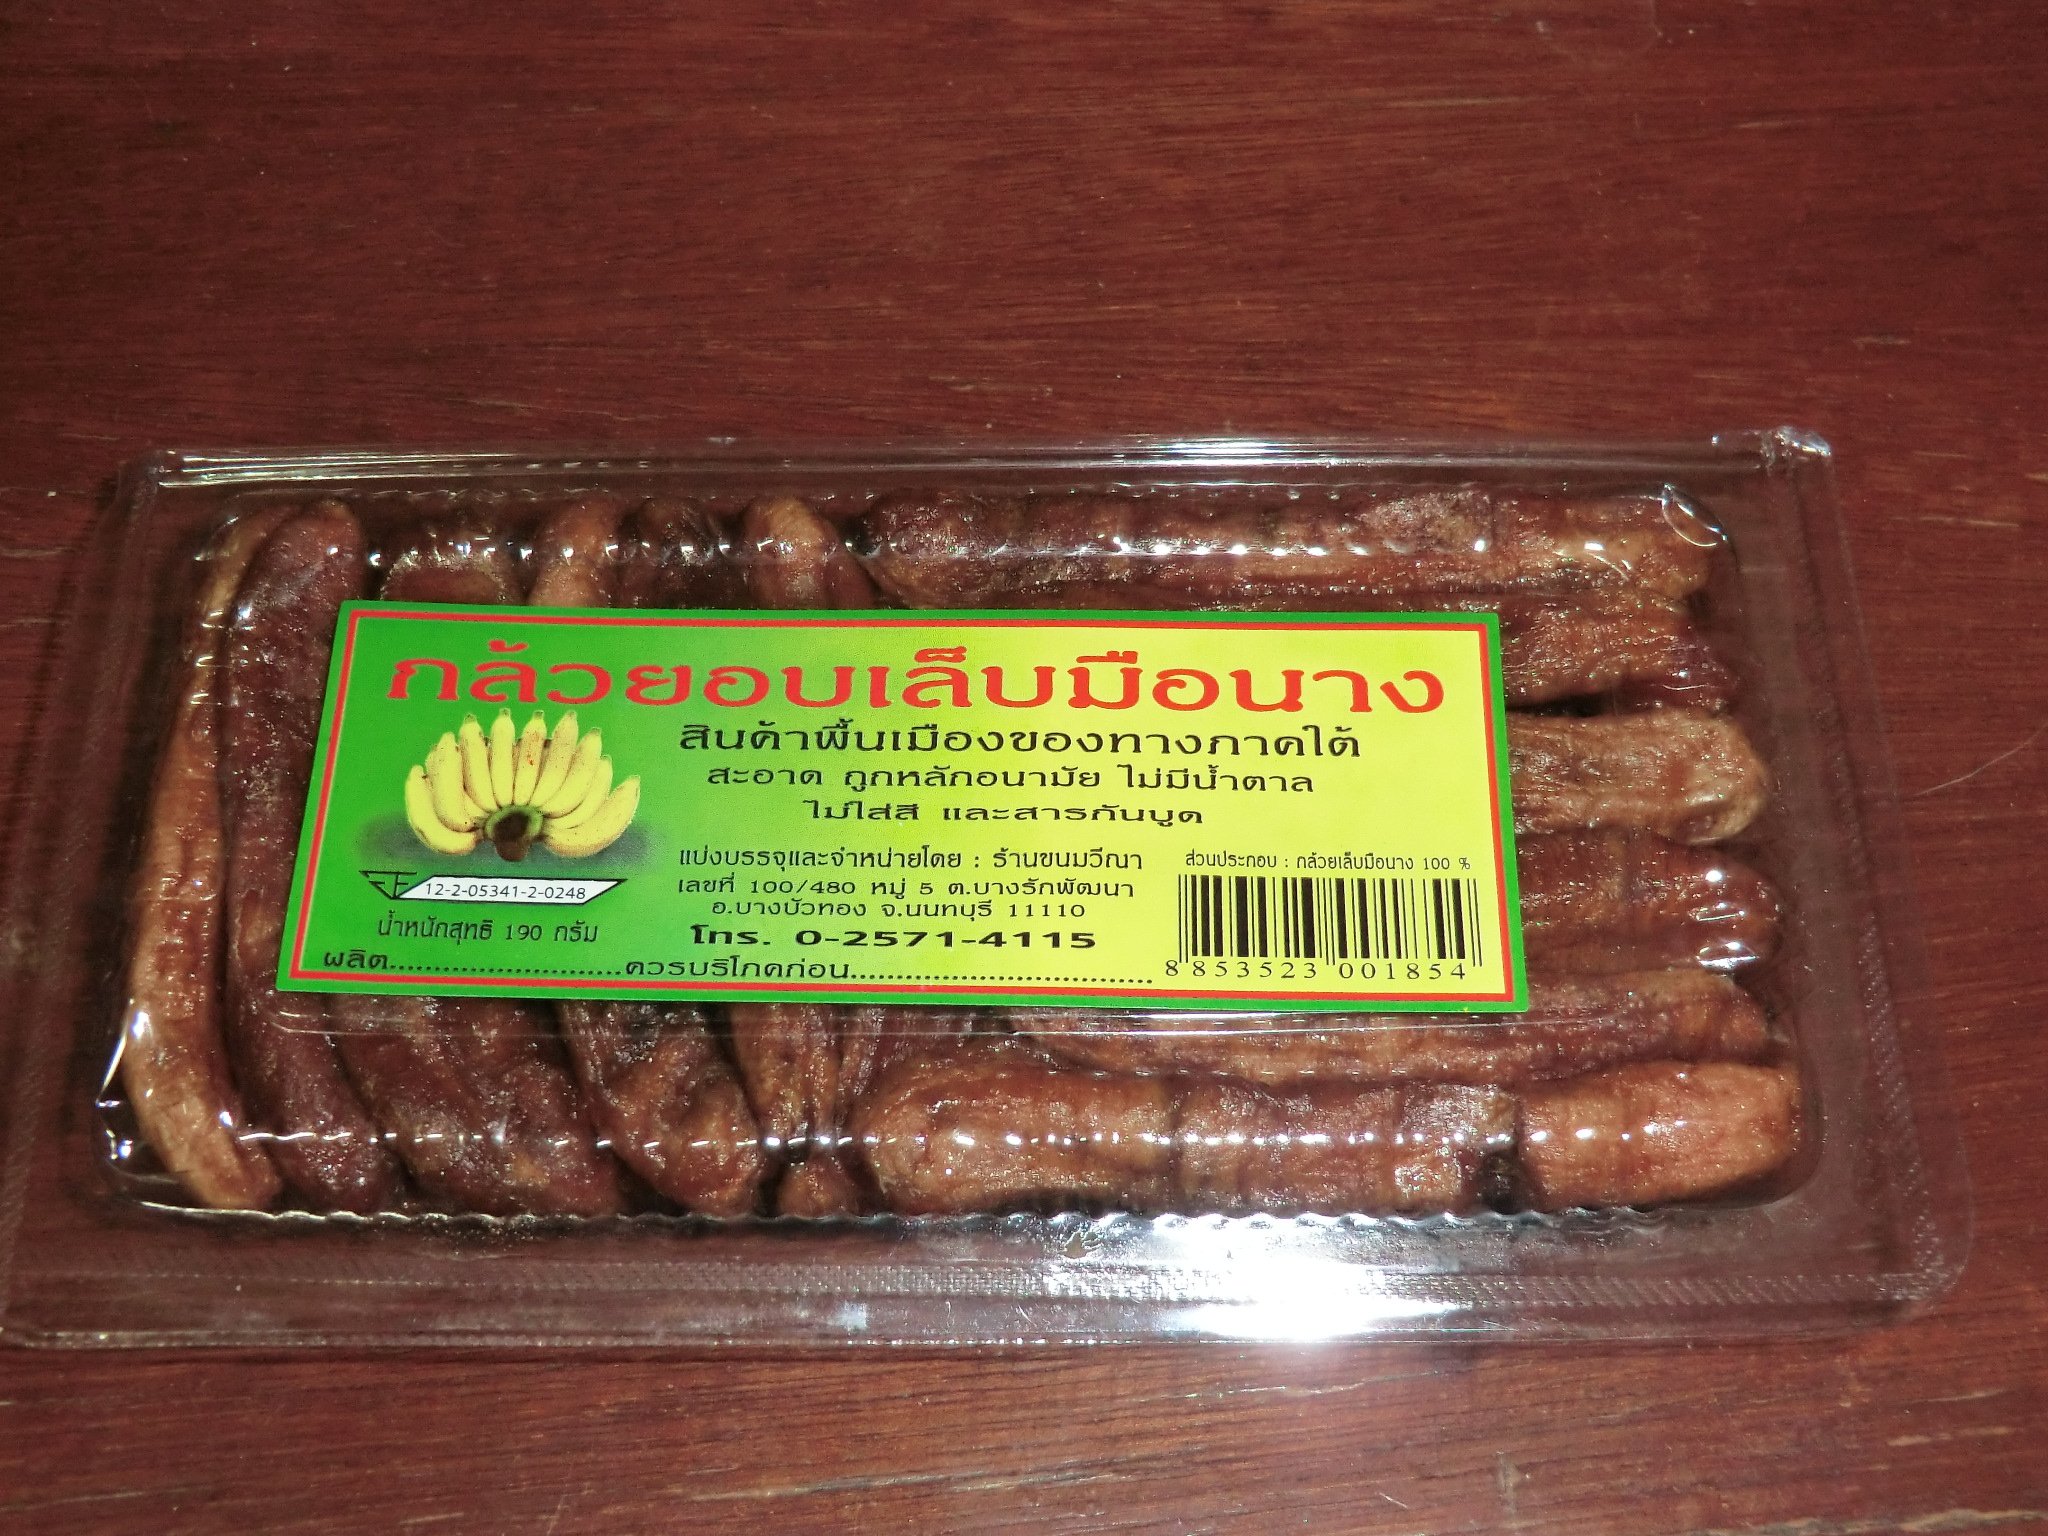 กล้วยอบเล็บมือนาง
สินค้าพื้นเมืองของทางภาคใต้
สะอาด ถูกหลักอนามัย ไม่มีน้ำตาล
ไม่ใส่สี และสารกันบูด
แบ่งบรรจุและจำหน่ายโดย : ร้านขนมวีณา
เลขที่ 100/480 หมู่ 5 ต.บางรักพัฒนา
อ.บางบัวทอง จ.นนทบุรี 11110
โทร. 0-2571-4115
ส่วนประกอบ : กล้วยเล็บมือนาง 100 %
8 853523 001854
12-2-05341-2-0248
น้ำหนักสุทธิ 190 กรัม
ผลิต..........................ควรบริโภคก่อน..................................